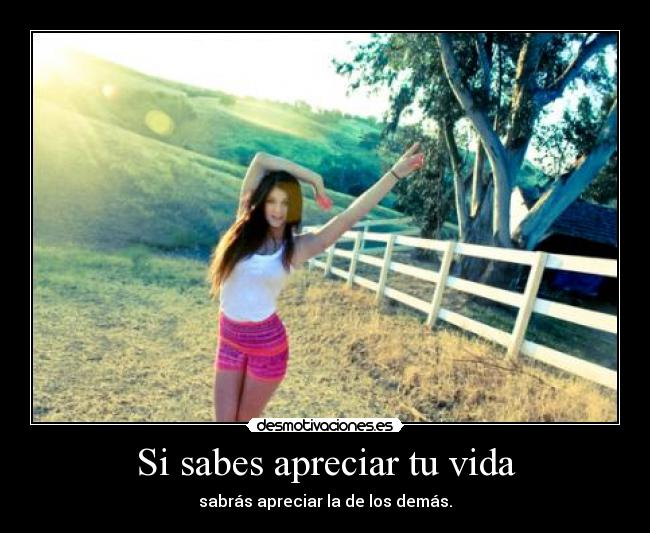 desmotivaciones.es
Si sabes apreciar tu vida
sabrás apreciar la de los demás.